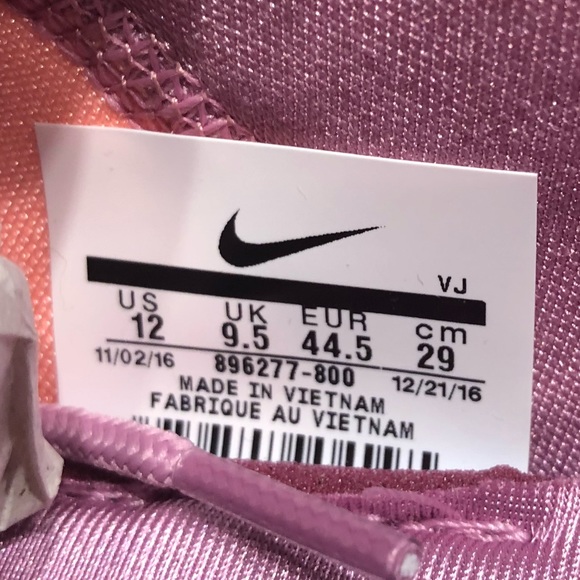 VJ
US UK EUR cm
12 9.5 44.5 29
11/02/16 896277-800 12/21/16
MADE IN VIETNAM
FABRIQUE AU VIETNAM